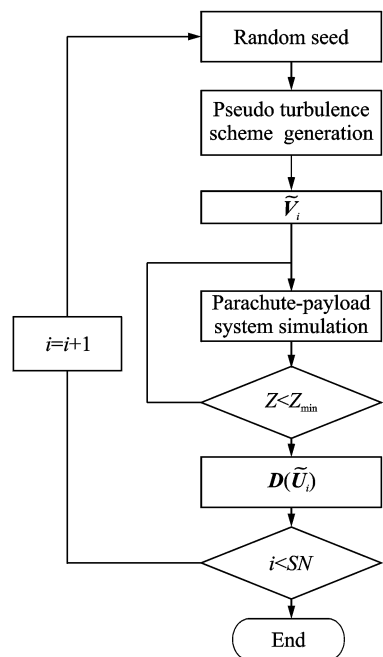 Random seed
Pseudo turbulence
scheme generation
Ṽᵢ
Parachute-payload
system simulation
i=i+1
Z<Zₘᵢₙ
D(Ũᵢ)
i<SN
End